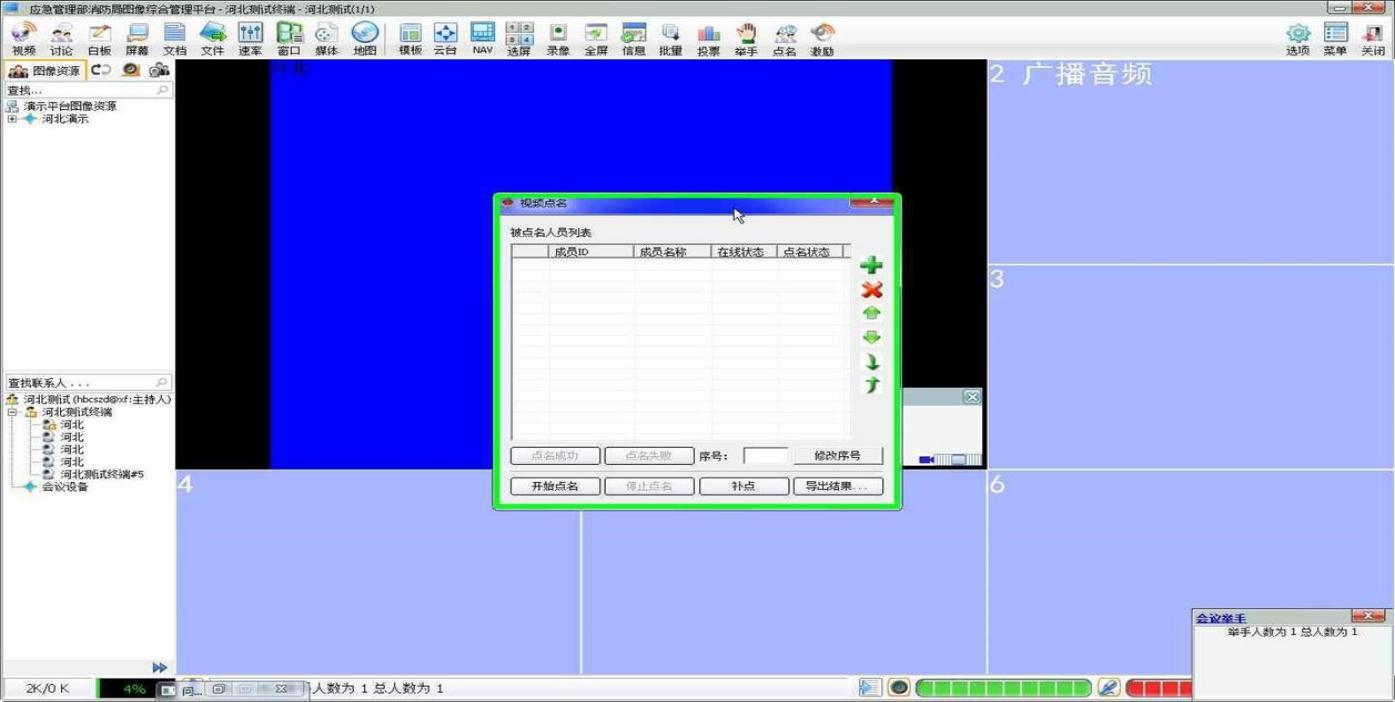 应急管理部消防局图像综合管理平台 - 河北测试终端 - 河北测试(1/1)
视频 讨论 白板 屏幕 文档 文件 速率 窗口 媒体 地图 模板 云台 NAV 选屏 录像 全屏 信息 批量 投票 举手 点名 激励 选项 菜单 关闭
图像资源
查找...
演示平台图像资源
河北演示
河北
2 广播音频
3
视频点名
被点名人员列表
成员ID 成员名称 在线状态 点名状态
点名成功 点名失败 序号： 修改序号
开始点名 停止点名 补点 导出结果...
查找联系人...
河北测试 (hbcszd@xf:主持人)
河北测试终端
河北
河北
河北
河北
河北测试终端#5
会议设备
4
6
会议举手
举手人数为 1 总人数为 1
2K/0 K 4% 问... 人数为 1 总人数为 1